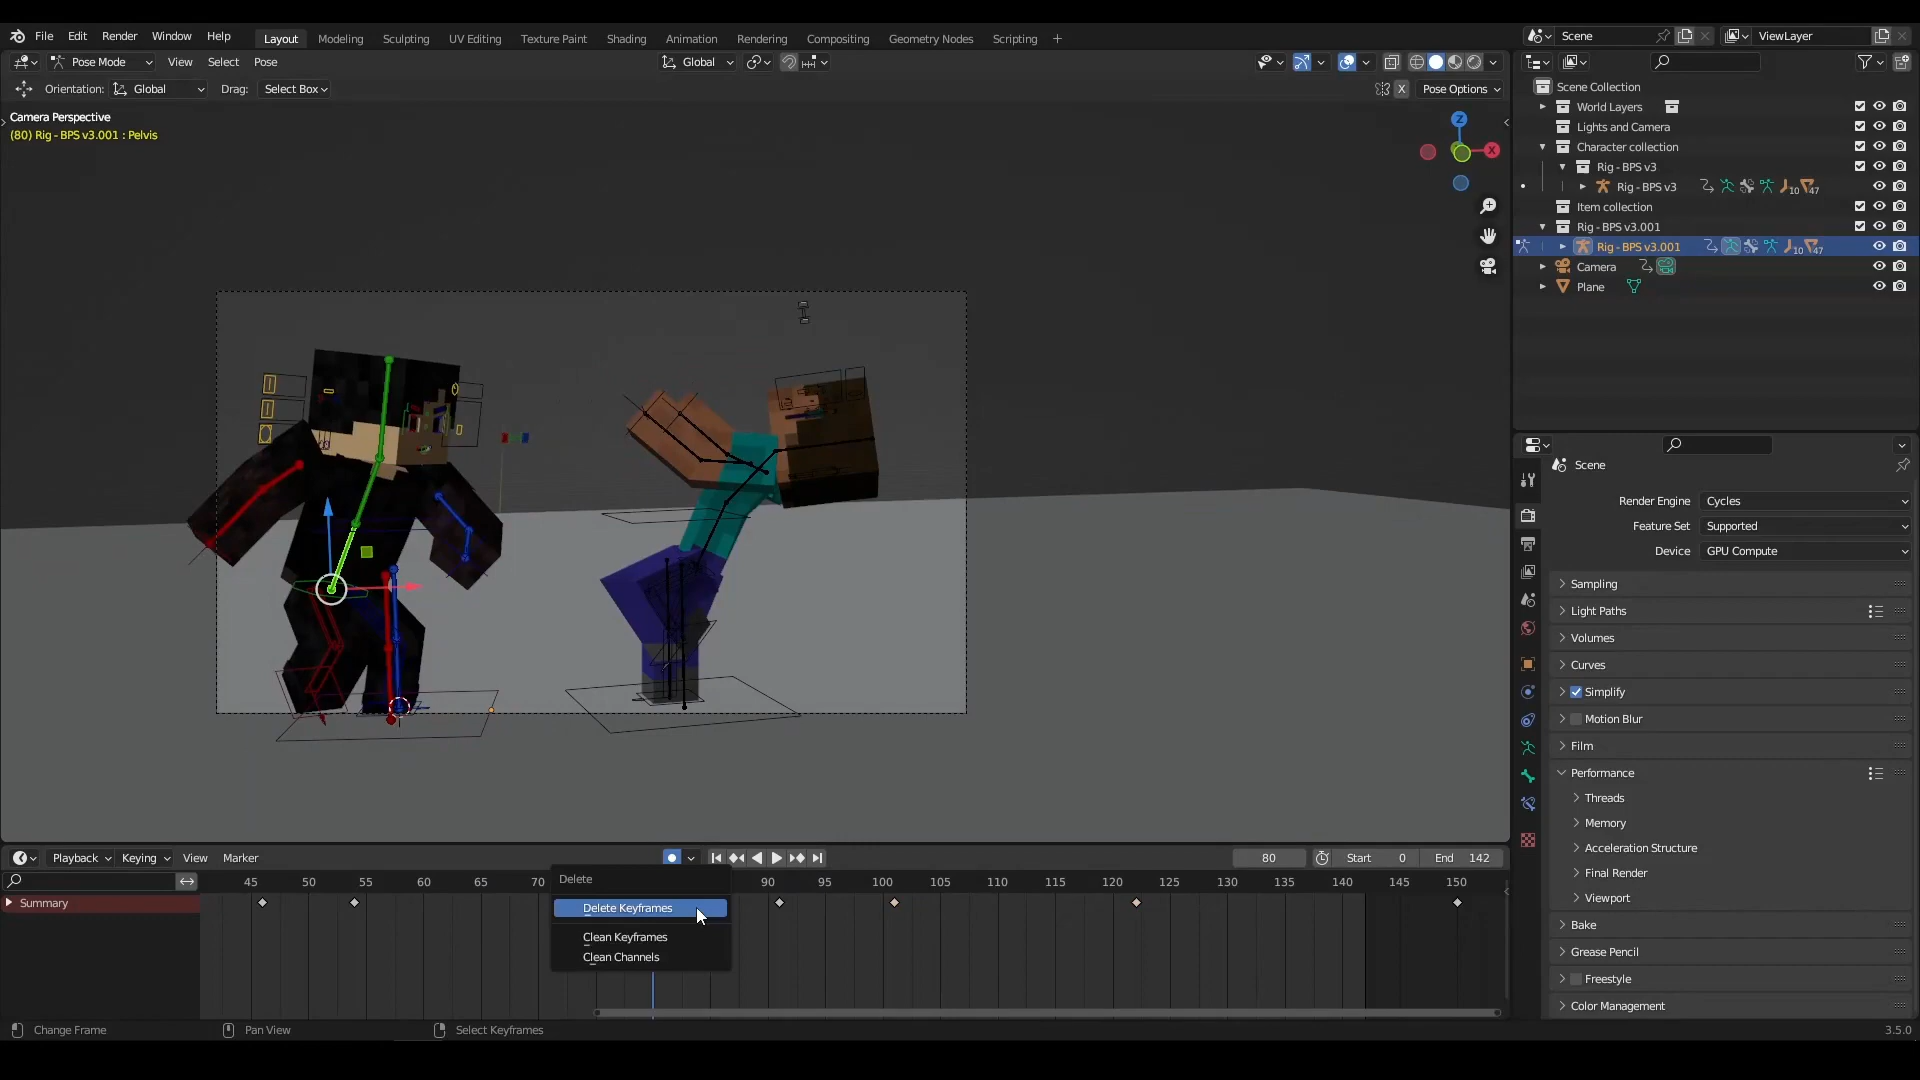 File Edit Render Window Help Layout Modeling Sculpting UV Editing Texture Paint Shading Animation Rendering Compositing Geometry Nodes Scripting + Scene ViewLayer
Pose Mode View Select Pose Global
Orientation: Global Drag: Select Box X Pose Options
Camera Perspective
(80) Rig - BPS v3.001 : Pelvis
Z
X
Scene Collection
World Layers
Lights and Camera
Character collection
Rig - BPS v3
Rig - BPS v3 10 47
Item collection
Rig - BPS v3.001
Rig - BPS v3.001 10 47
Camera
Plane
Scene
Render Engine Cycles
Feature Set Supported
Device GPU Compute
Sampling
Light Paths
Volumes
Curves
Simplify
Motion Blur
Film
Performance
Threads
Memory
Acceleration Structure
Final Render
Viewport
Bake
Grease Pencil
Freestyle
Color Management
Playback Keying View Marker 80 Start 0 End 142
45 50 55 60 65 70 90 95 100 105 110 115 120 125 130 135 140 145 150
Summary
Delete
Delete Keyframes
Clean Keyframes
Clean Channels
Change Frame Pan View Select Keyframes 3.5.0